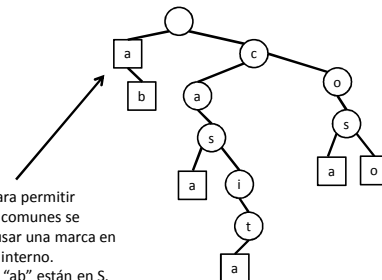 a
c
b
a
o
s
s
a
i
a
o
t
a
ara permitir
comunes se
usar una marca en
interno.
"ab" están en S.